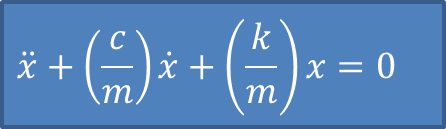 ẍ + (c/m) ẋ + (k/m) x = 0